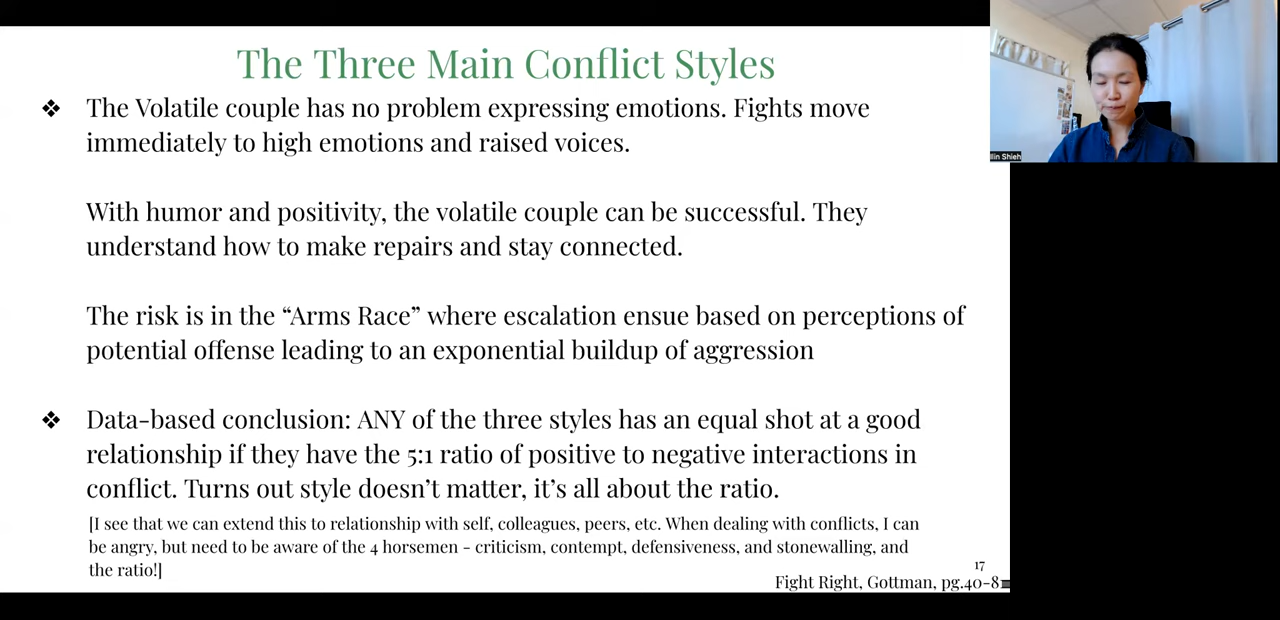 The Three Main Conflict Styles
❖ The Volatile couple has no problem expressing emotions. Fights move
immediately to high emotions and raised voices.
With humor and positivity, the volatile couple can be successful. They
understand how to make repairs and stay connected.
The risk is in the “Arms Race” where escalation ensue based on perceptions of
potential offense leading to an exponential buildup of aggression
❖ Data-based conclusion: ANY of the three styles has an equal shot at a good
relationship if they have the 5:1 ratio of positive to negative interactions in
conflict. Turns out style doesn’t matter, it’s all about the ratio.
[I see that we can extend this to relationship with self, colleagues, peers, etc. When dealing with conflicts, I can
be angry, but need to be aware of the 4 horsemen - criticism, contempt, defensiveness, and stonewalling, and
the ratio!]
17
Fight Right, Gottman, pg.40-8
Shieh